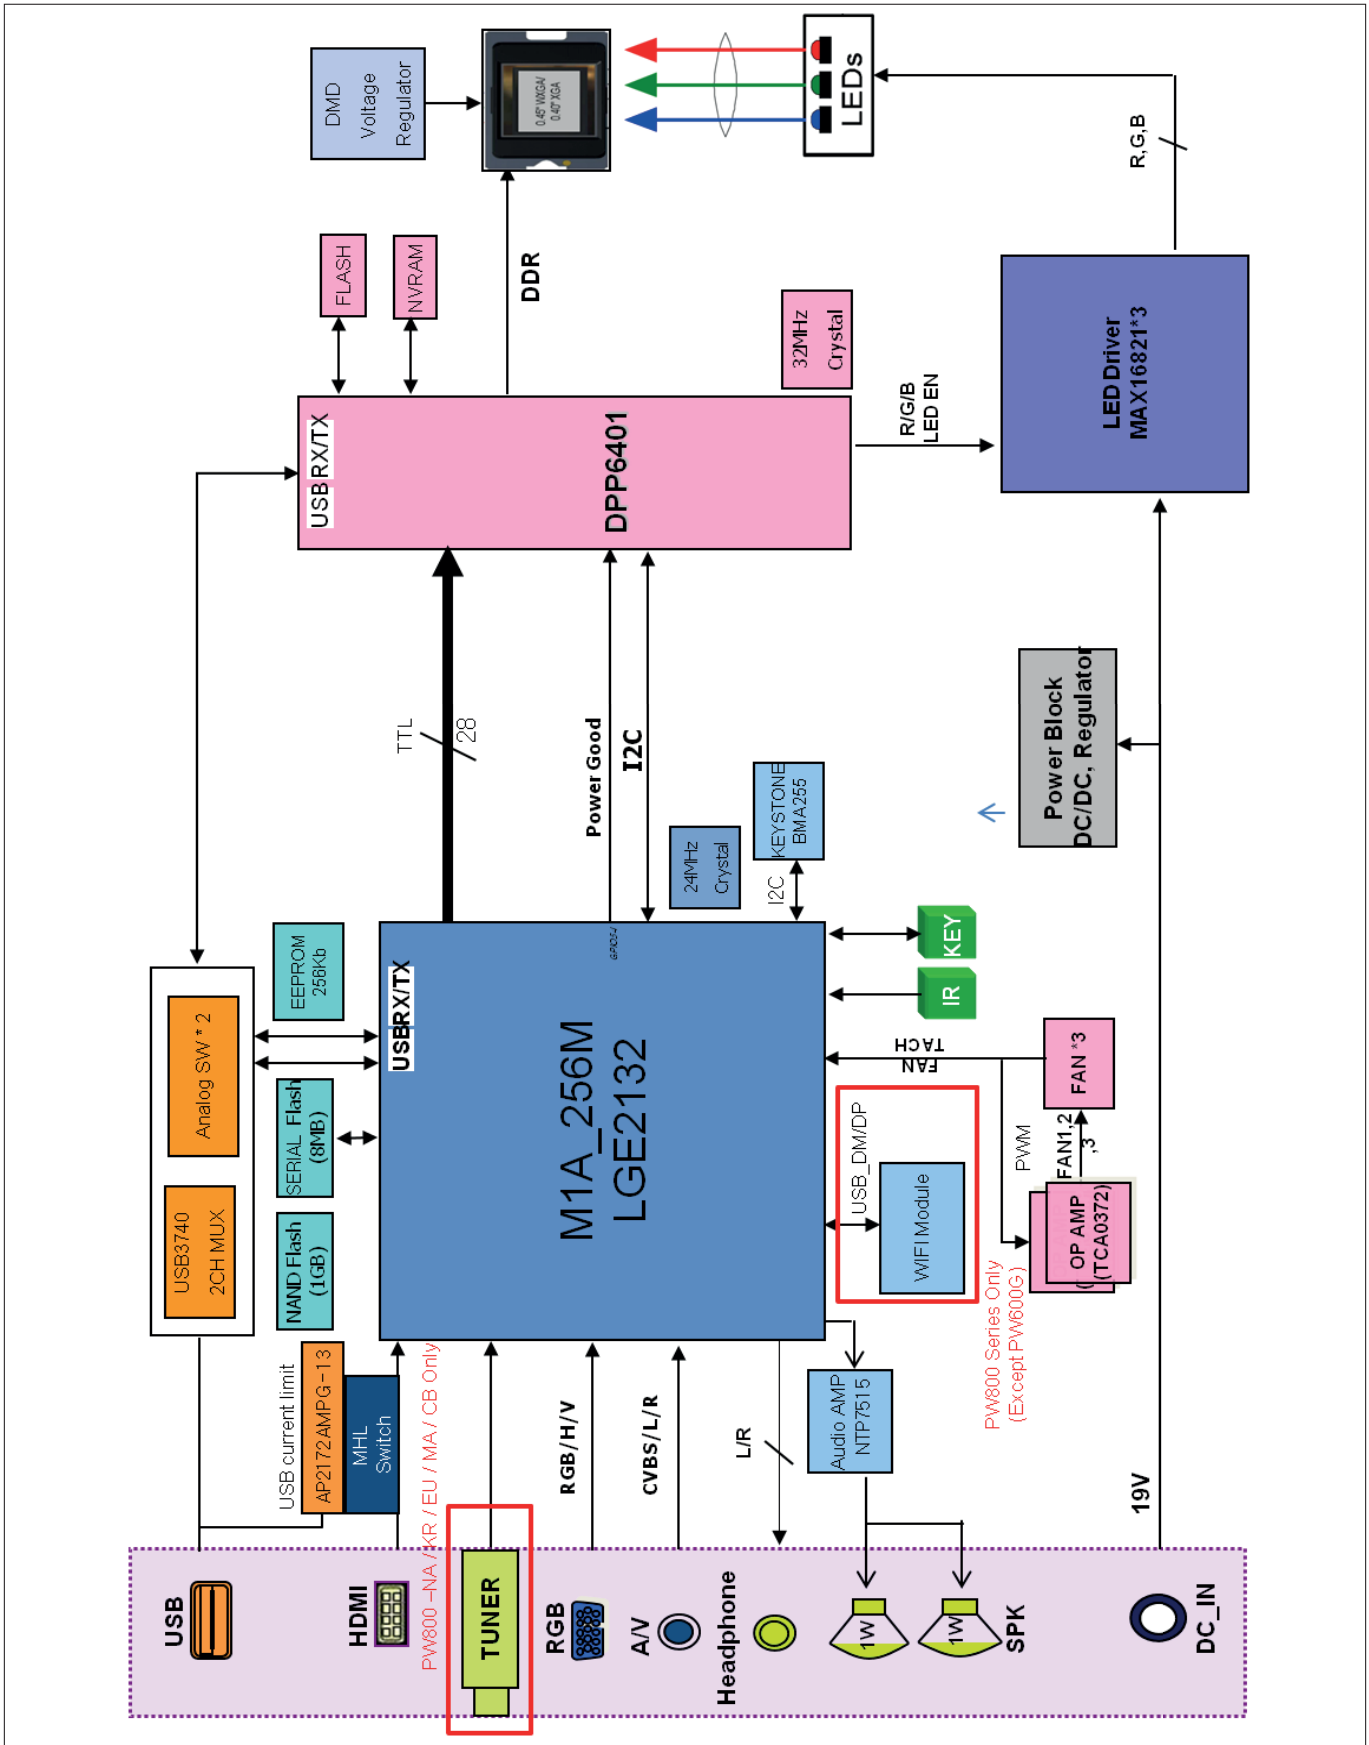 USB
HDMI
TUNER
RGB
A/V
Headphone
1W
1W
SPK
DC_IN
USB current limit
AP2172AMPG-13
MHL
Switch
PW800 –NA / KR / EU / MA / CB Only
RGB/H/V
CVBS/L/R
L/R
Audio AMP
NTP7515
19V
USB3740
2CH MUX
Analog SW * 2
NAND Flash
(1GB)
SERIAL Flash
(8MB)
EEPROM
256Kb
USB RX/TX
M1A_256M
LGE2132
24MHz
Crystal
I2C
KEYSTONE
BMA255
KEY
IR
USB_DM/DP
WIFI Module
PW800 Series Only
(Except PW600G)
FAN
TACH
PWM
OP AMP
(TCA0372)
FAN1,2
,3
FAN *3
TTL
28
Power Good
I2C
Power Block
DC/DC, Regulator
USB RX/TX
DPP6401
32MHz
Crystal
FLASH
NVRAM
DDR
R/G/B
LED EN
LED Driver
MAX16821*3
R,G,B
DMD
Voltage
Regulator
0.45" WXGA/
0.40" XGA
LEDs